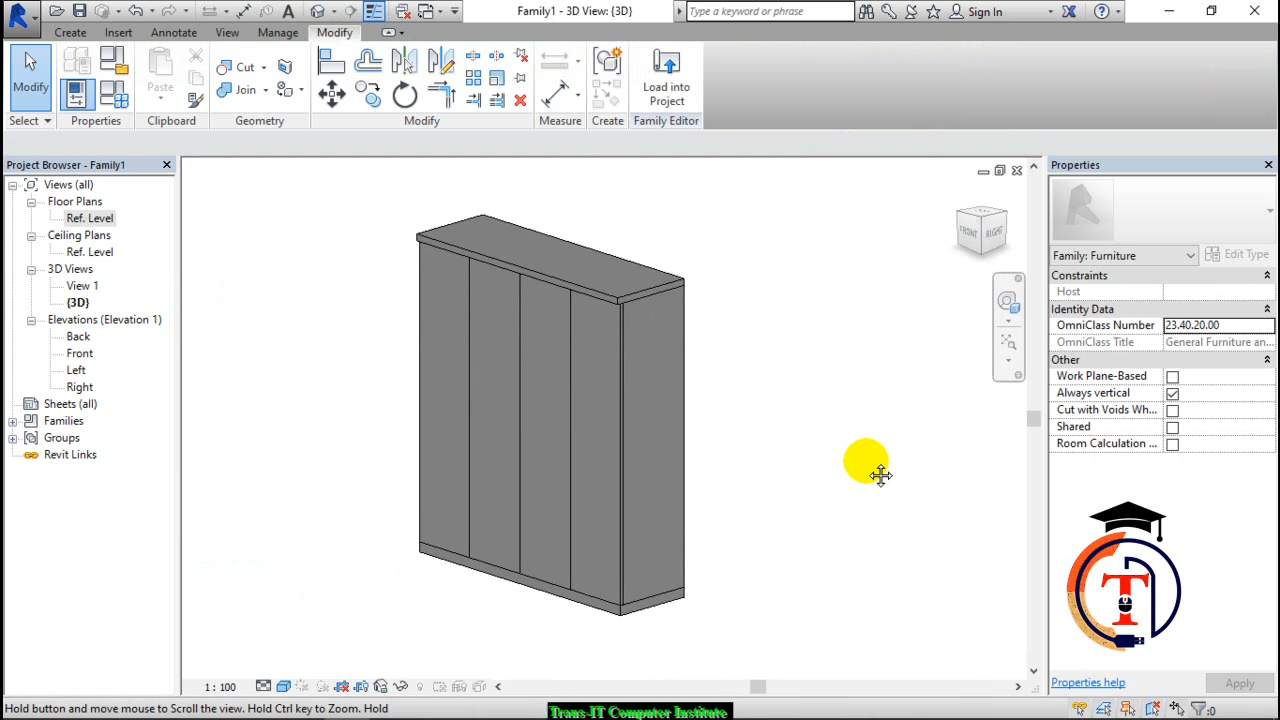 Family1 - 3D View: {3D}
Type a keyword or phrase
Sign In
Create
Insert
Annotate
View
Manage
Modify
Modify
Paste
Cut
Join
Load into
Project
Select
Properties
Clipboard
Geometry
Modify
Measure
Create
Family Editor
Project Browser - Family1
Views (all)
Floor Plans
Ref. Level
Ceiling Plans
Ref. Level
3D Views
View 1
{3D}
Elevations (Elevation 1)
Back
Front
Left
Right
Sheets (all)
Families
Groups
Revit Links
FRONT
RIGHT
Properties
Family: Furniture
Edit Type
Constraints
Host
Identity Data
OmniClass Number
23.40.20.00
OmniClass Title
General Furniture an...
Other
Work Plane-Based
Always vertical
Cut with Voids Wh...
Shared
Room Calculation ...
T
Properties help
Apply
1 : 100
Hold button and move mouse to Scroll the view. Hold Ctrl key to Zoom. Hold
Trans-IT Computer Institute
:0